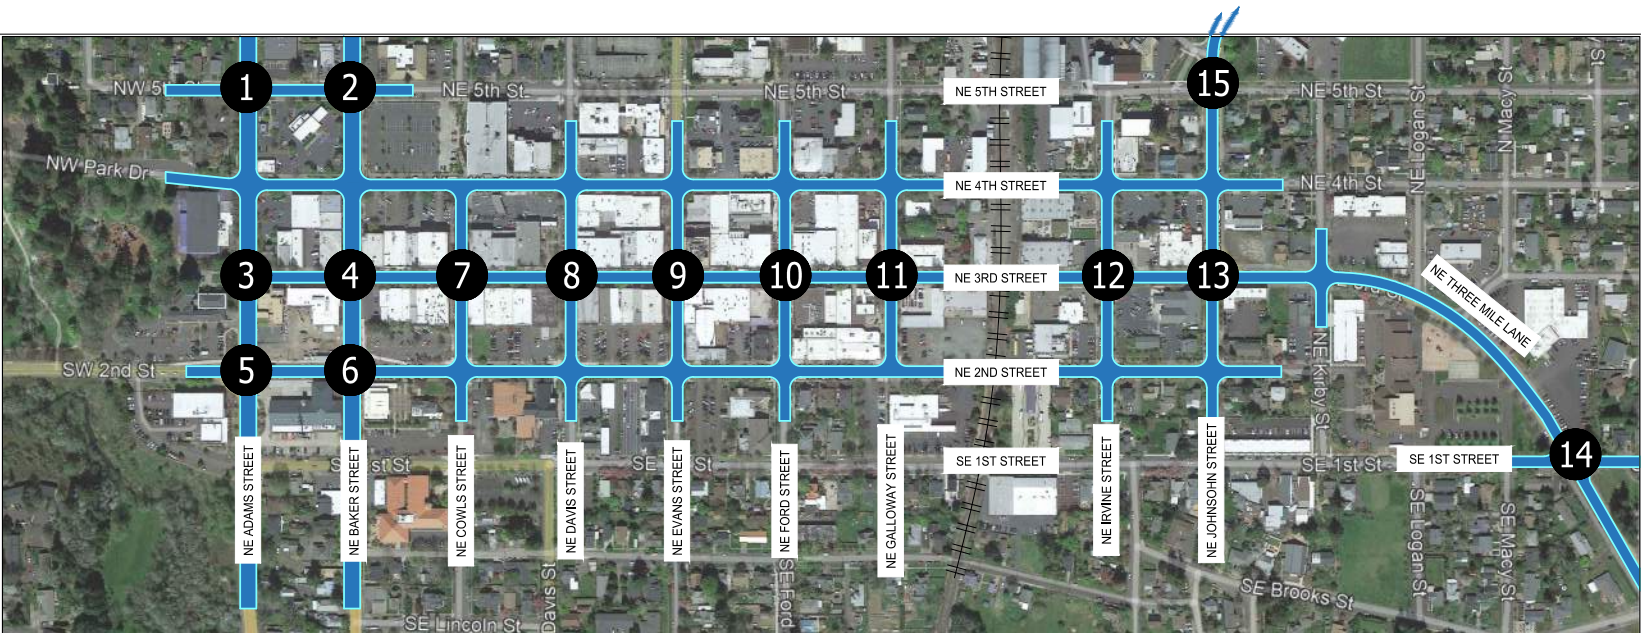 1
2
15
NW 5
NE 5th St
NE 5th St
NE 5TH STREET
NE 5th St
NE Logan St
N Macy St
NW Park Dr
NE 4TH STREET
NE 4th St
3
4
7
8
9
10
11
NE 3RD STREET
12
13
NE THREE MILE LANE
SW 2nd St
5
6
NE 2ND STREET
NE Kirby St
NE ADAMS STREET
NE BAKER STREET
NE COWLS STREET
NE DAVIS STREET
NE EVANS STREET
NE FORD STREET
NE GALLOWAY STREET
SE 1ST STREET
NE IRVINE STREET
NE JOHNSOHN STREET
SE 1st St
SE 1ST STREET
14
SE
St
Davis St
SE Ford
SE Logan St
SE Macy St
SE Brooks St
SE Lincoln St